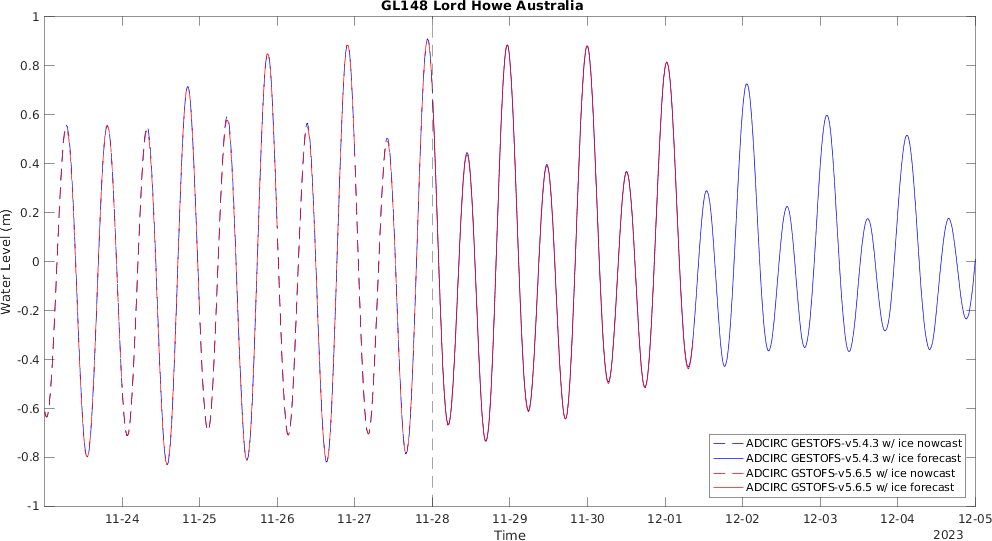 GL148 Lord Howe Australia
1
0.8
0.6
0.4
0.2
0
-0.2
-0.4
-0.6
-0.8
-1
Water Level (m)
ADCIRC GESTOFS-v5.4.3 w/ ice nowcast
ADCIRC GESTOFS-v5.4.3 w/ ice forecast
ADCIRC GSTOFS-v5.6.5 w/ ice nowcast
ADCIRC GSTOFS-v5.6.5 w/ ice forecast
11-24 11-25 11-26 11-27 11-28 11-29 11-30 12-01 12-02 12-03 12-04 12-05
Time
2023